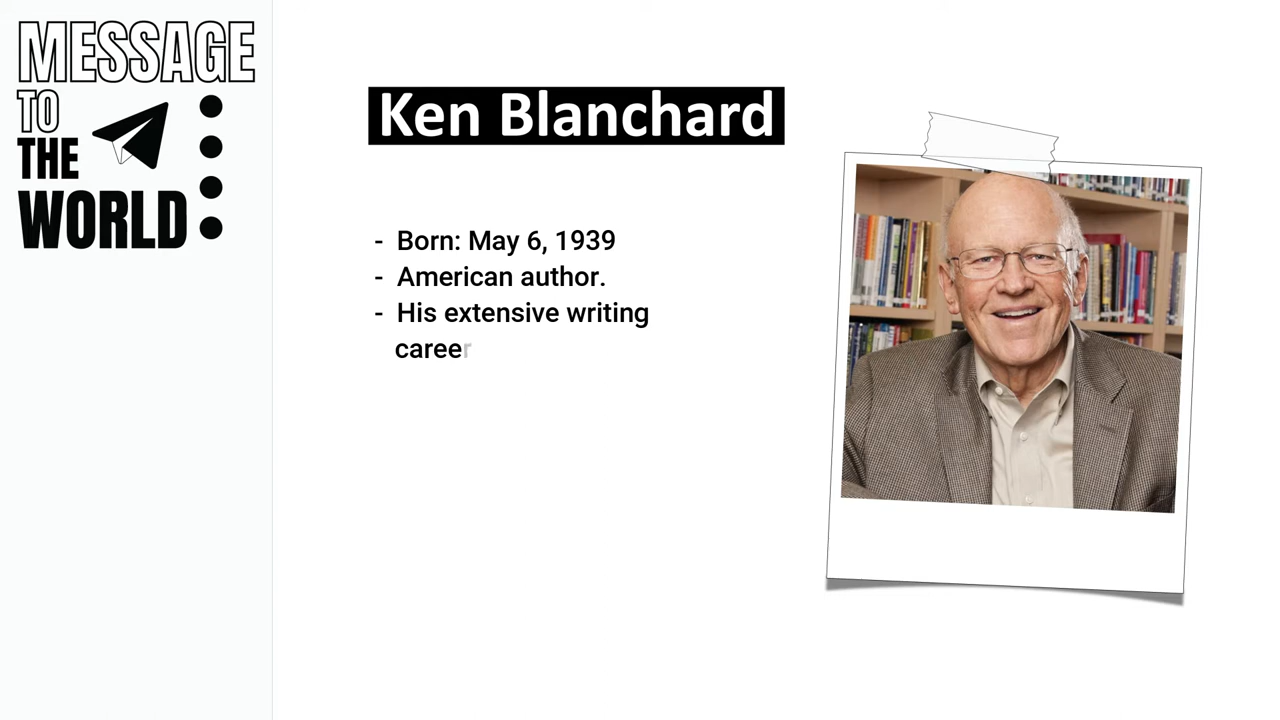 MESSAGE
TO
THE
WORLD
Ken Blanchard
- Born: May 6, 1939
- American author.
- His extensive writing
career